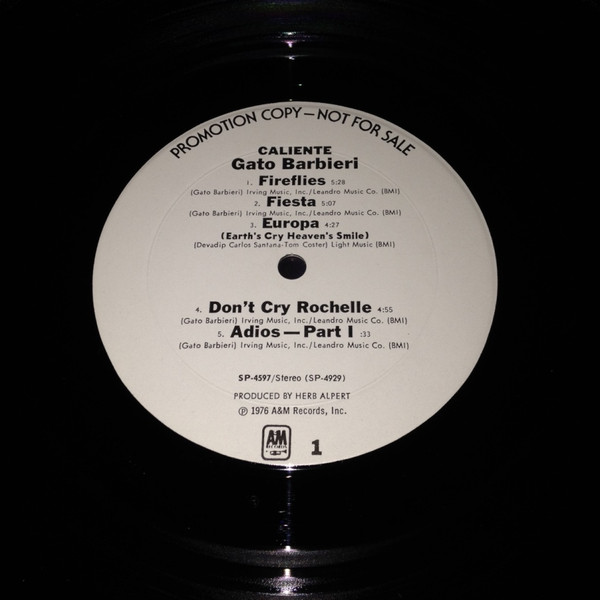 PROMOTION COPY—NOT FOR SALE
CALIENTE
Gato Barbieri
1. Fireflies 5:28
(Gato Barbieri) Irving Music, Inc./Leandro Music Co. (BMI)
2. Fiesta 5:07
(Gato Barbieri) Irving Music, Inc./Leandro Music Co. (BMI)
3. Europa 4:27
(Earth's Cry Heaven's Smile)
(Devadip Carlos Santana-Tom Coster) Light Music (BMI)
4. Don't Cry Rochelle 4:55
(Gato Barbieri) Irving Music, Inc./Leandro Music Co. (BMI)
5. Adios—Part I :33
(Gato Barbieri) Irving Music, Inc./Leandro Music Co. (BMI)
SP-4597/Stereo (SP-4929)
PRODUCED BY HERB ALPERT
℗ 1976 A&M Records, Inc.
A&M
RECORDS
1